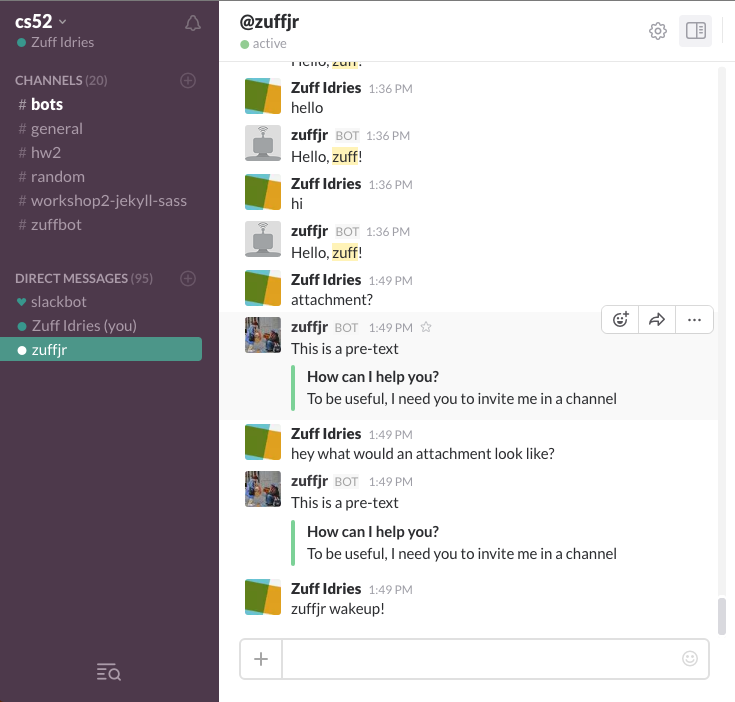 cs52
Zuff Idries
CHANNELS (20)
# bots
# general
# hw2
# random
# workshop2-jekyll-sass
# zuffbot
DIRECT MESSAGES (95)
slackbot
Zuff Idries (you)
zuffjr
@zuffjr
active
Hello, zuff!
Zuff Idries 1:36 PM
hello
zuffjr BOT 1:36 PM
Hello, zuff!
Zuff Idries 1:36 PM
hi
zuffjr BOT 1:36 PM
Hello, zuff!
Zuff Idries 1:49 PM
attachment?
zuffjr BOT 1:49 PM
This is a pre-text
How can I help you?
To be useful, I need you to invite me in a channel
Zuff Idries 1:49 PM
hey what would an attachment look like?
zuffjr BOT 1:49 PM
This is a pre-text
How can I help you?
To be useful, I need you to invite me in a channel
Zuff Idries 1:49 PM
zuffjr wakeup!